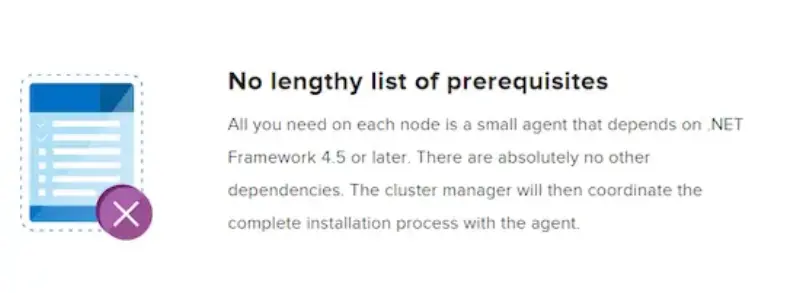 No lengthy list of prerequisites
All you need on each node is a small agent that depends on .NET
Framework 4.5 or later. There are absolutely no other
dependencies. The cluster manager will then coordinate the
complete installation process with the agent.